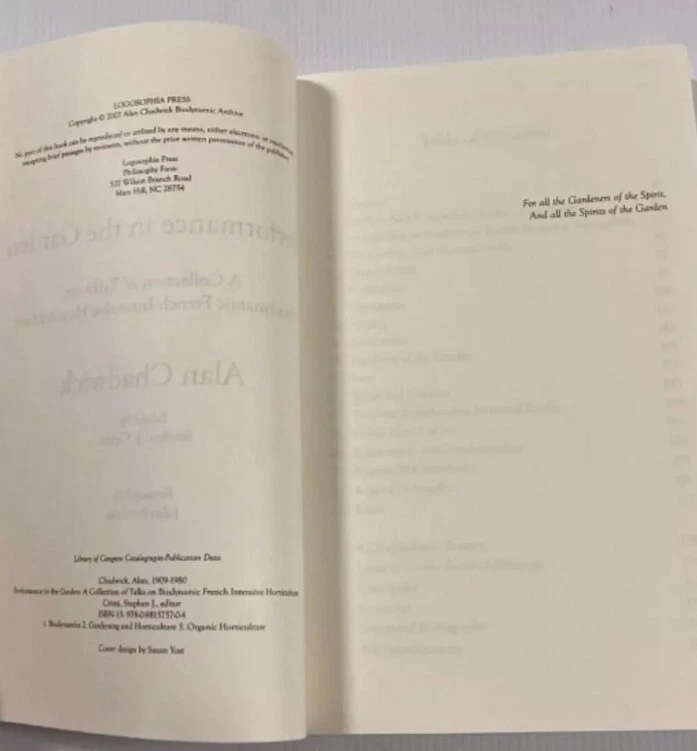 LOGOSOPHIA PRESS
Copyright © 2007 Alan Chadwick Biodynamic Archive
No part of this book can be reproduced or utilized by any means, either electronic or mechanical
excepting brief passages by reviewers, without the prior written permission of the publisher.
Logosophia Press
Philosophy Farm
537 Wilson Branch Road
Mars Hill, NC 28754
Library of Congress Cataloging-in-Publication Data
Chadwick, Alan, 1909-1980
Performance in the Garden: A Collection of Talks on Biodynamic French Intensive Horticultu
Crimi, Stephen J., editor
ISBN-13: 978-0-9815757-0-4
1. Biodynamics 2. Gardening and Horticulture 3. Organic Horticulture
Cover design by Susan Yost
For all the Gardeners of the Spirit,
And all the Spirits of the Garden.